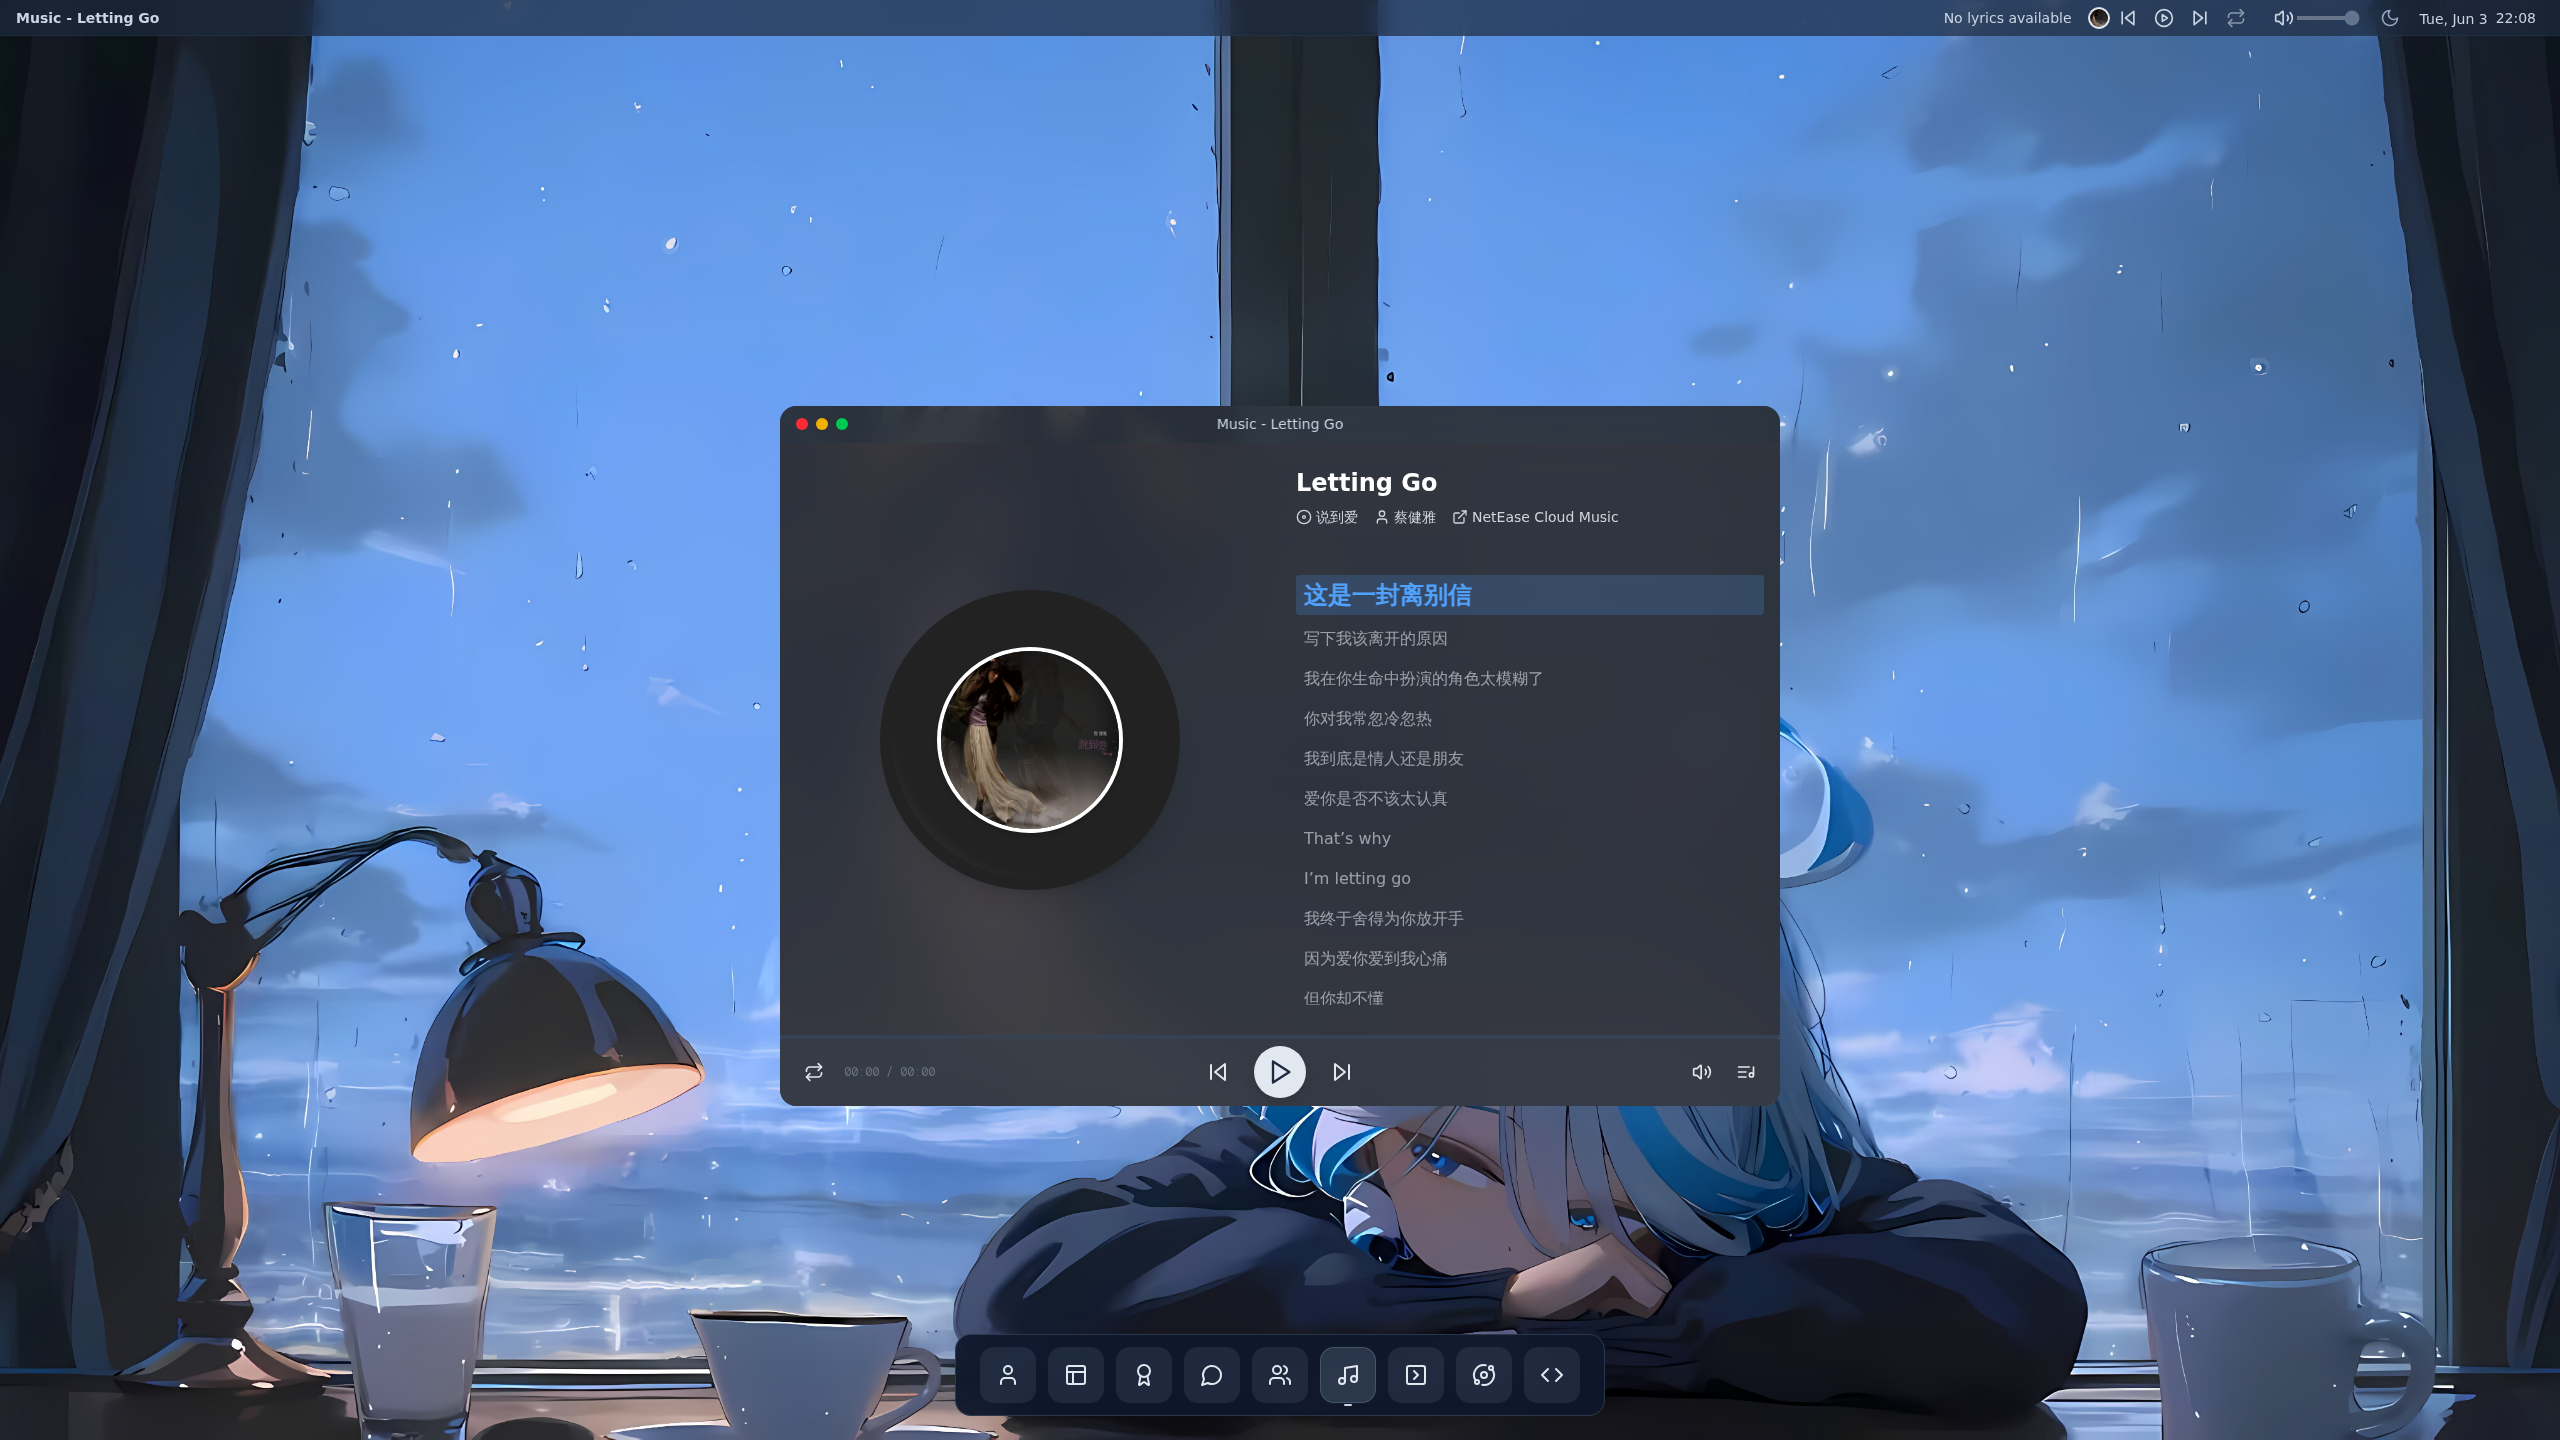 Music - Letting Go
No lyrics available
Tue, Jun 3 22:08
Music - Letting Go
Letting Go
说到爱 蔡健雅 NetEase Cloud Music
这是一封离别信
写下我该离开的原因
我在你生命中扮演的角色太模糊了
你对我常忽冷忽热
我到底是情人还是朋友
爱你是否不该太认真
That’s why
I’m letting go
我终于舍得为你放开手
因为爱你爱到我心痛
但你却不懂
00:00 / 00:00